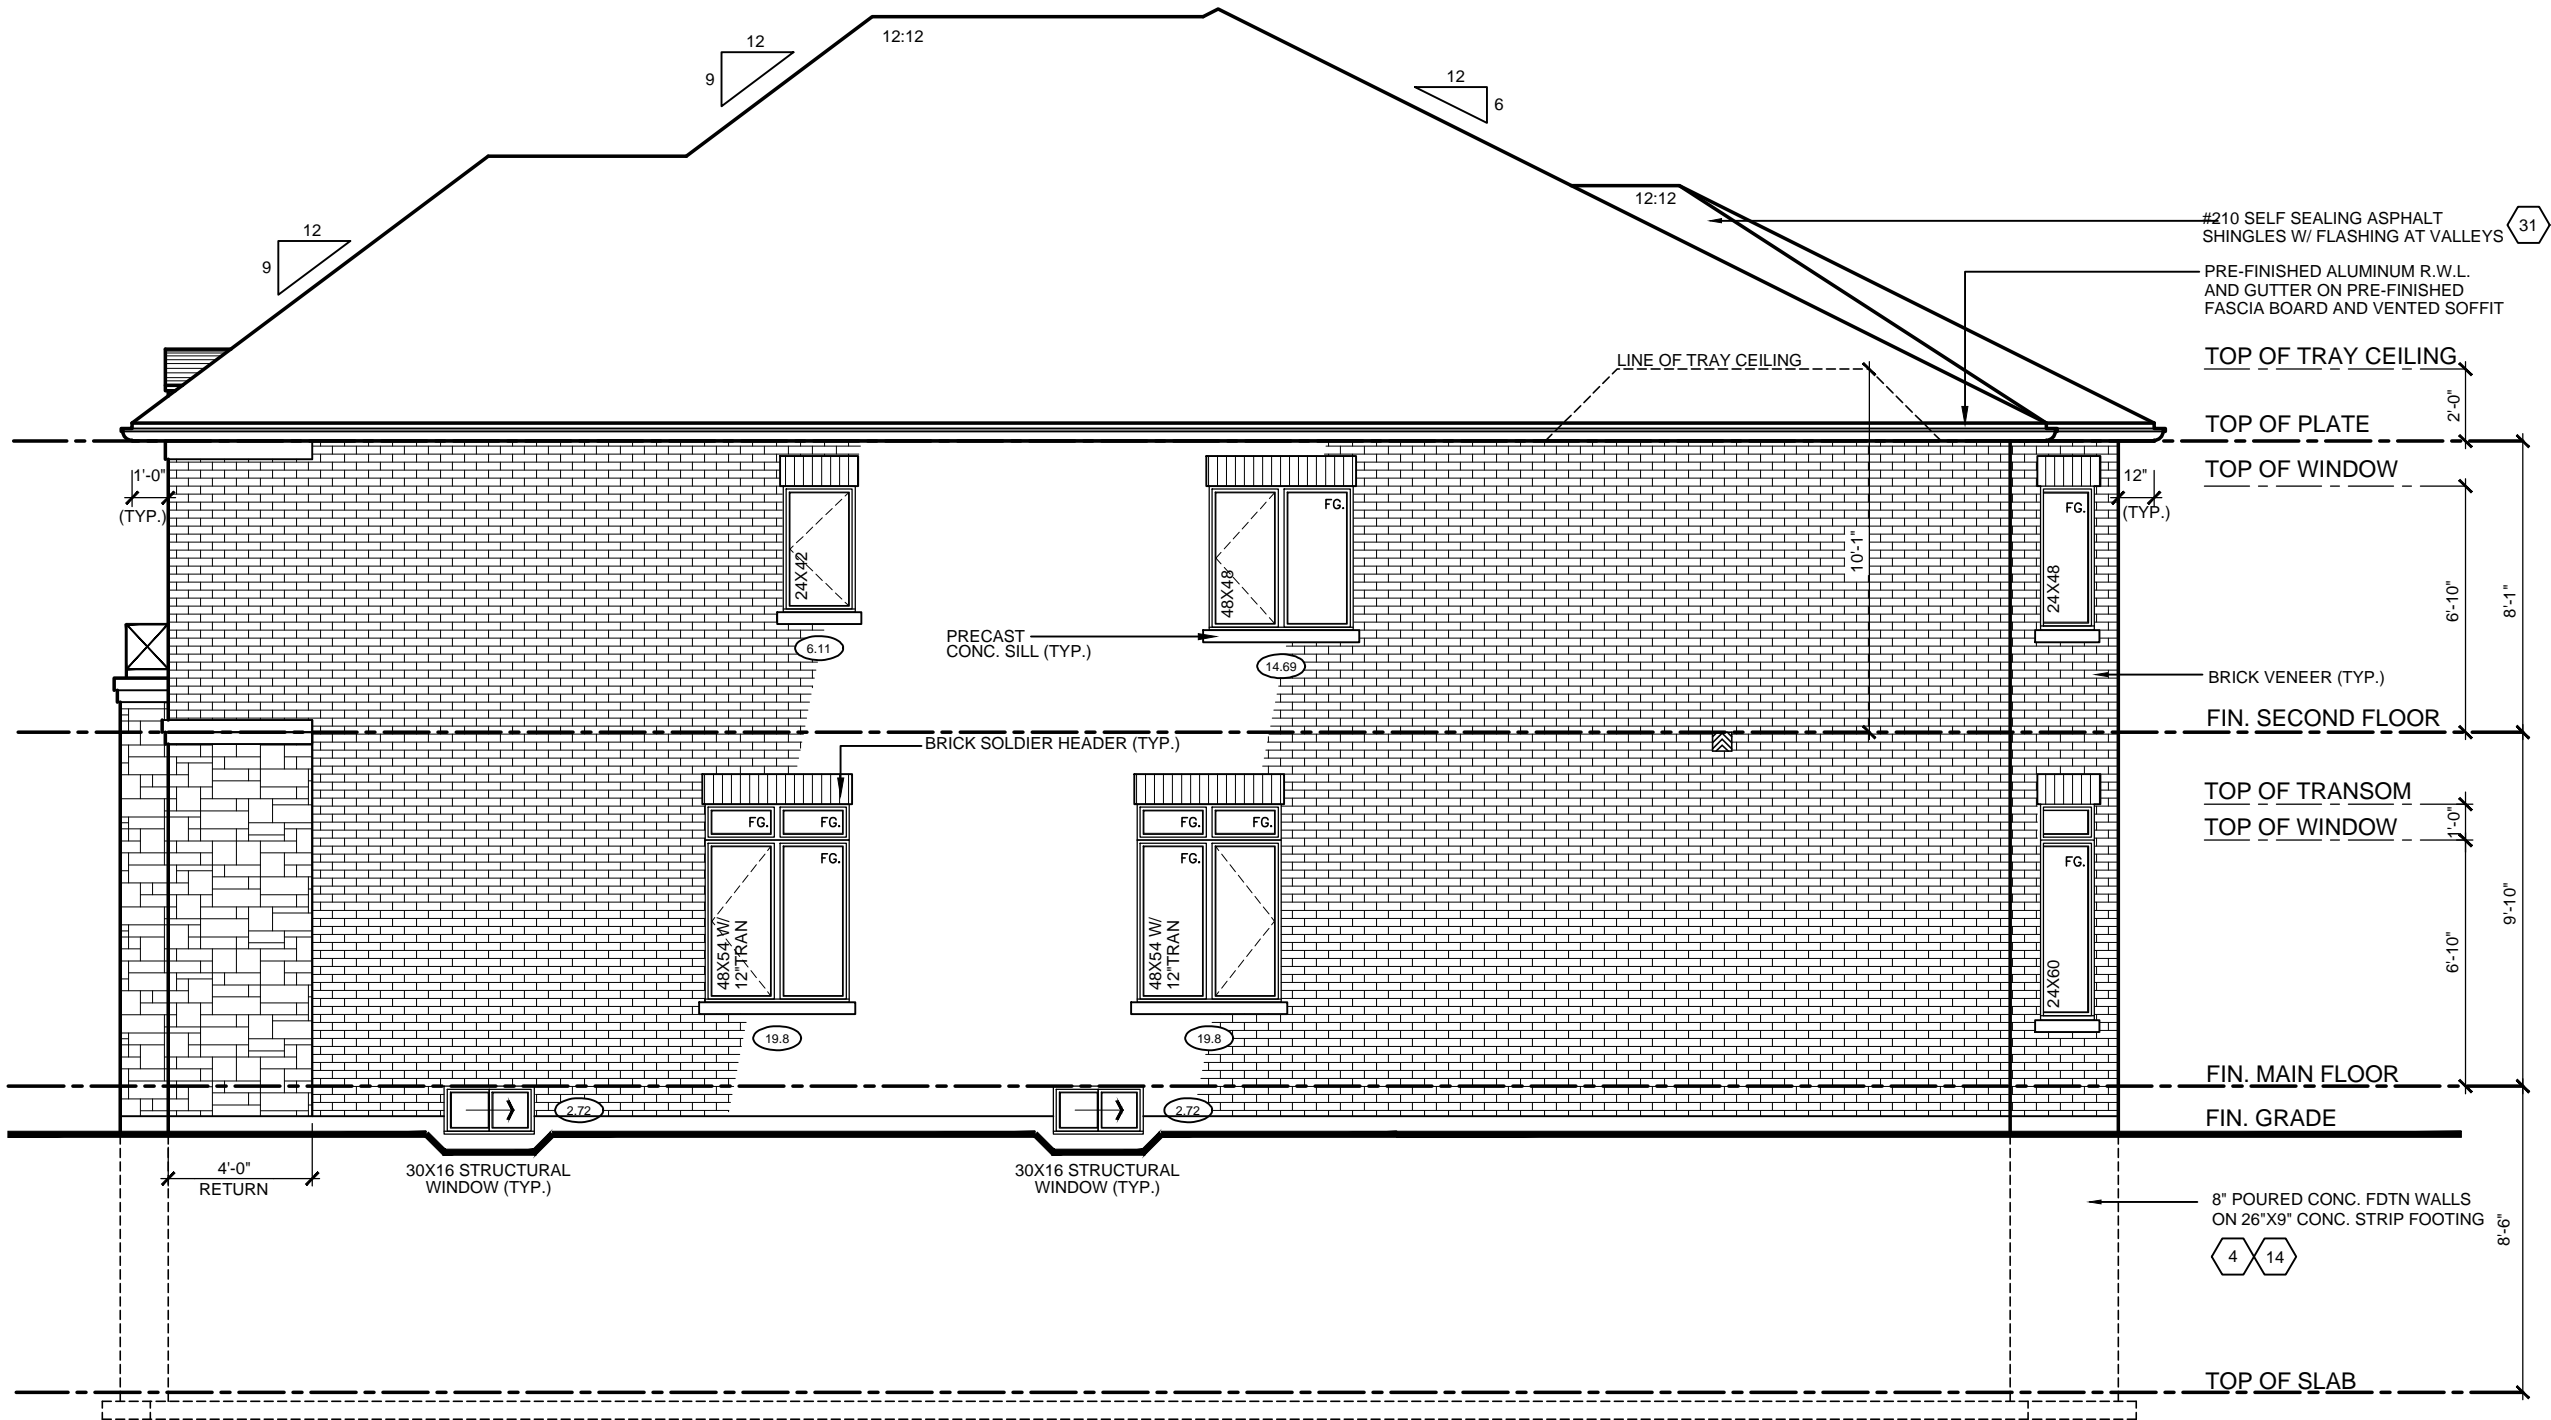 12
9
12:12
12
6
12
9
12:12
#210 SELF SEALING ASPHALT
SHINGLES W/ FLASHING AT VALLEYS
31
PRE-FINISHED ALUMINUM R.W.L.
AND GUTTER ON PRE-FINISHED
FASCIA BOARD AND VENTED SOFFIT
LINE OF TRAY CEILING
TOP OF TRAY CEILING
2'-0"
TOP OF PLATE
TOP OF WINDOW
1'-0"
(TYP.)
12"
(TYP.)
FG.
FG.
24X42
48X48
24X48
10'-1"
6'-10"
8'-1"
6.11
PRECAST
CONC. SILL (TYP.)
14.69
BRICK VENEER (TYP.)
FIN. SECOND FLOOR
BRICK SOLDIER HEADER (TYP.)
TOP OF TRANSOM
1'-0"
TOP OF WINDOW
FG.
FG.
FG.
FG.
FG.
FG.
FG.
48X54 W/
12"TRAN
48X54 W/
12"TRAN
24X60
6'-10"
9'-10"
19.8
19.8
FIN. MAIN FLOOR
2.72
2.72
FIN. GRADE
4'-0"
RETURN
30X16 STRUCTURAL
WINDOW (TYP.)
30X16 STRUCTURAL
WINDOW (TYP.)
8" POURED CONC. FDTN WALLS
ON 26"X9" CONC. STRIP FOOTING
4
14
8'-6"
TOP OF SLAB